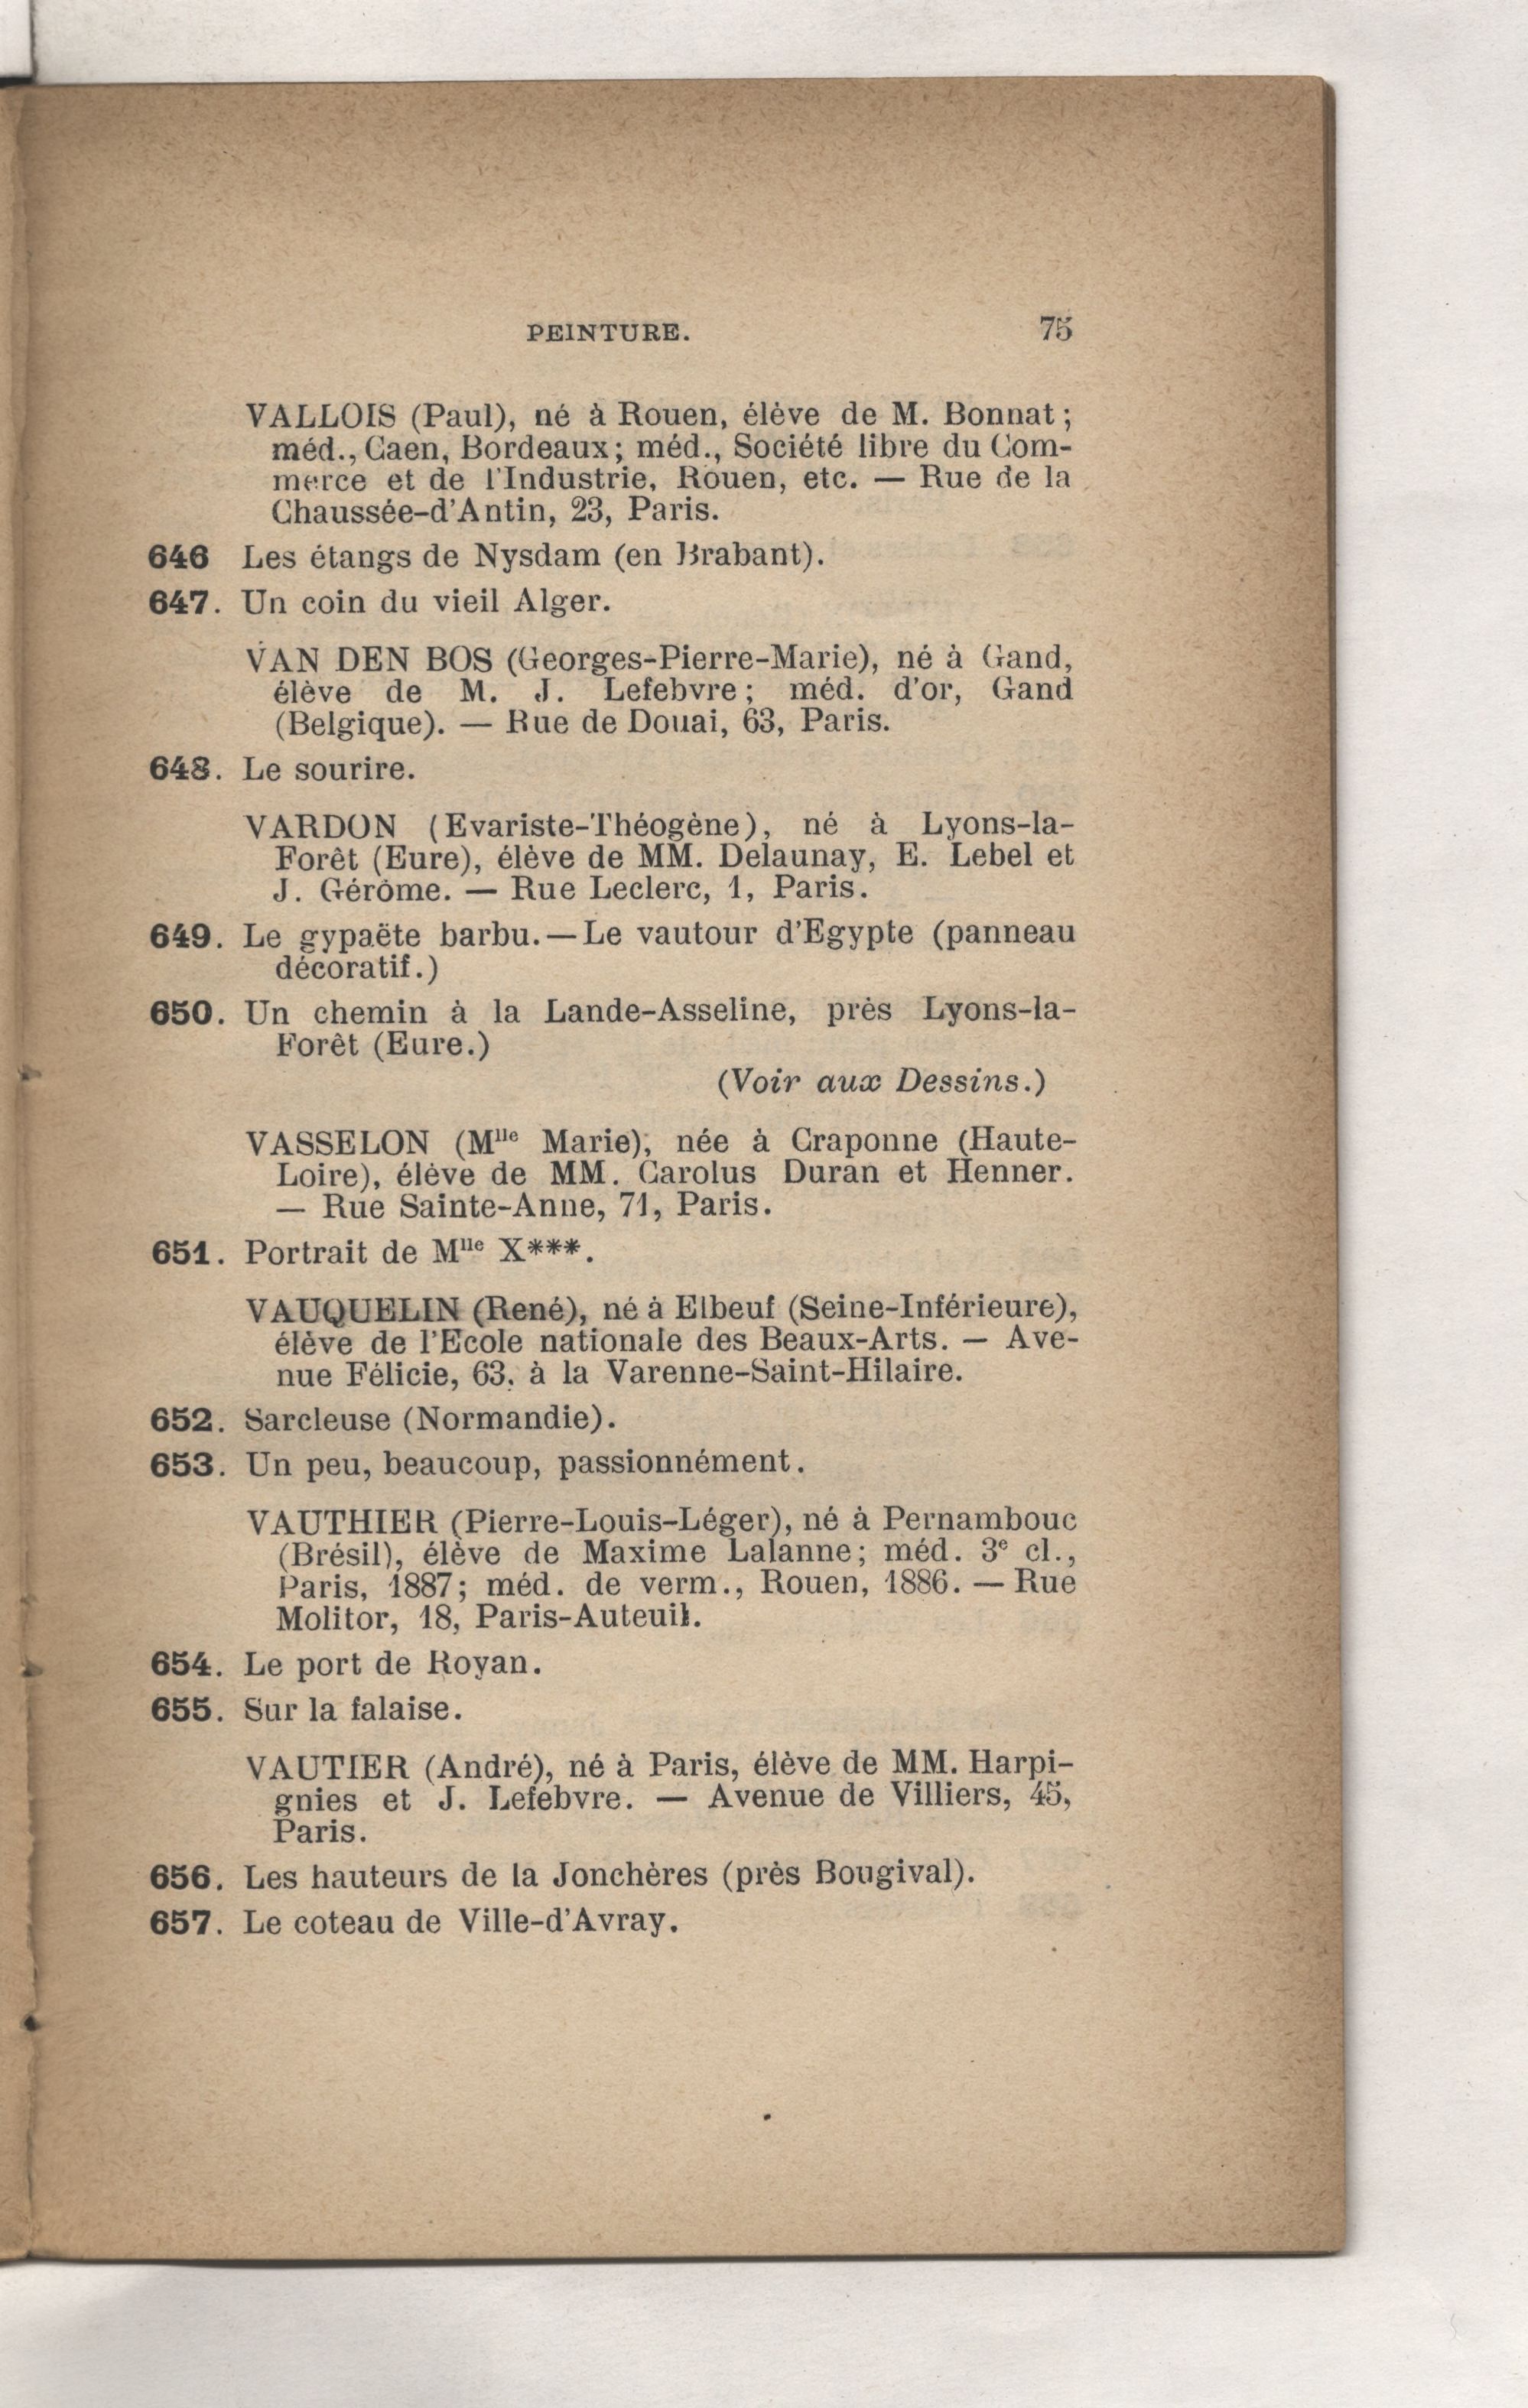 PEINTURE. 75
VALLOIS (Paul), né à Rouen, élève de M. Bonnat;
méd., Caen, Bordeaux; méd., Société libre du Com-
merce et de l'Industrie, Rouen, etc. — Rue de la
Chaussée-d'Antin, 23, Paris.
646 Les étangs de Nysdam (en Brabant).
647. Un coin du vieil Alger.
VAN DEN BOS (Georges-Pierre-Marie), né à Gand,
élève de M. J. Lefebvre; méd. d'or, Gand
(Belgique). — Rue de Douai, 63, Paris.
648. Le sourire.
VARDON (Evariste-Théogène), né à Lyons-la-
Forêt (Eure), élève de MM. Delaunay, E. Lebel et
J. Gérôme. — Rue Leclerc, 1, Paris.
649. Le gypaëte barbu.—Le vautour d'Egypte (panneau
décoratif.)
650. Un chemin à la Lande-Asseline, près Lyons-la-
Forêt (Eure.)
(Voir aux Dessins.)
VASSELON (Mlle Marie), née à Craponne (Haute-
Loire), élève de MM. Carolus Duran et Henner.
— Rue Sainte-Anne, 71, Paris.
651. Portrait de Mlle X***.
VAUQUELIN (René), né à Elbeuf (Seine-Inférieure),
élève de l'Ecole nationale des Beaux-Arts. — Ave-
nue Félicie, 63, à la Varenne-Saint-Hilaire.
652. Sarcleuse (Normandie).
653. Un peu, beaucoup, passionnément.
VAUTHIER (Pierre-Louis-Léger), né à Pernambouc
(Brésil), élève de Maxime Lalanne; méd. 3e cl.,
Paris, 1887; méd. de verm., Rouen, 1886. — Rue
Molitor, 18, Paris-Auteuil.
654. Le port de Royan.
655. Sur la falaise.
VAUTIER (André), né à Paris, élève de MM. Harpi-
gnies et J. Lefebvre. — Avenue de Villiers, 45,
Paris.
656. Les hauteurs de la Jonchères (près Bougival).
657. Le coteau de Ville-d'Avray.